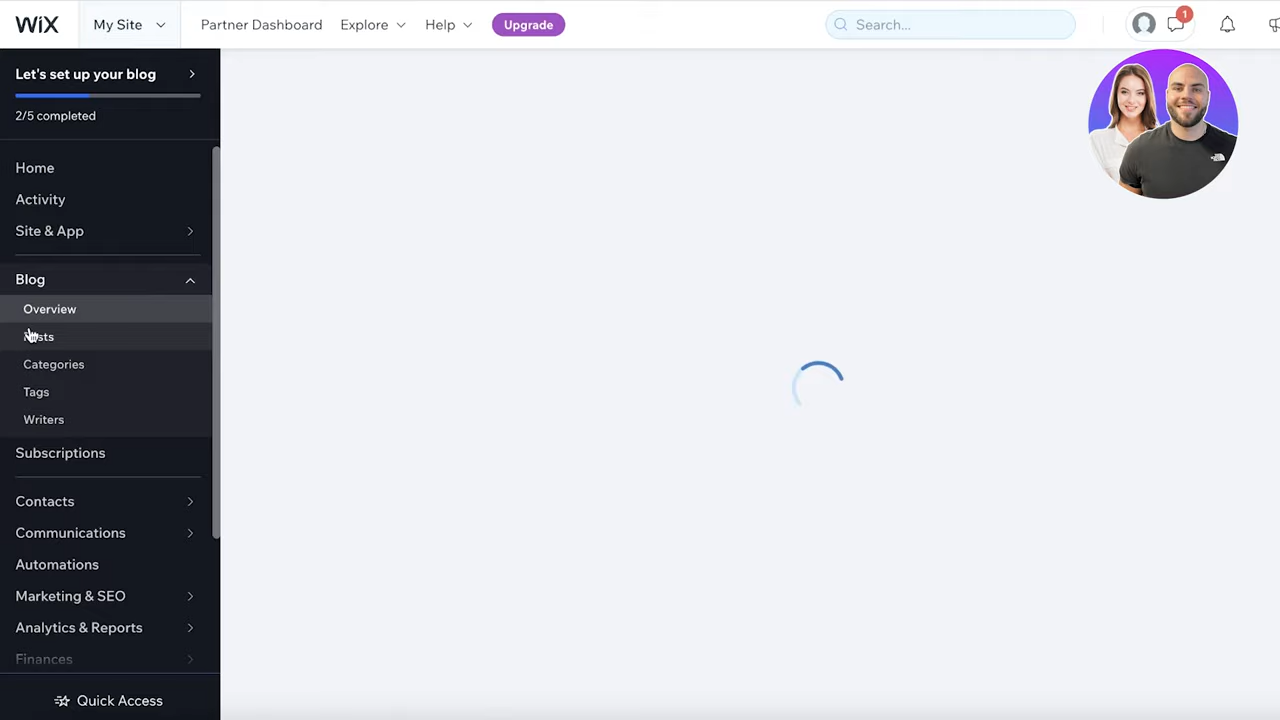 WiX My Site Partner Dashboard Explore Help Upgrade Search... 1
Let's set up your blog
2/5 completed
Home
Activity
Site & App
Blog
Overview
Categories
Tags
Writers
Subscriptions
Contacts
Communications
Automations
Marketing & SEO
Analytics & Reports
Finances
Quick Access